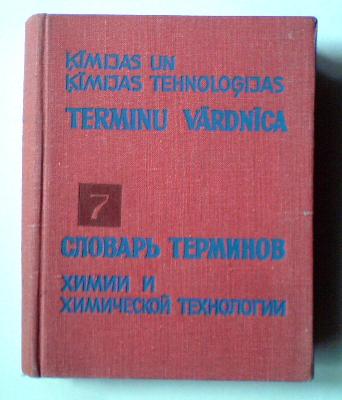 ĶĪMIJAS UN
ĶĪMIJAS TEHNOLOĢIJAS
TERMINU VĀRDNĪCA
7
СЛОВАРЬ ТЕРМИНОВ
ХИМИИ И
ХИМИЧЕСКОЙ ТЕХНОЛОГИИ